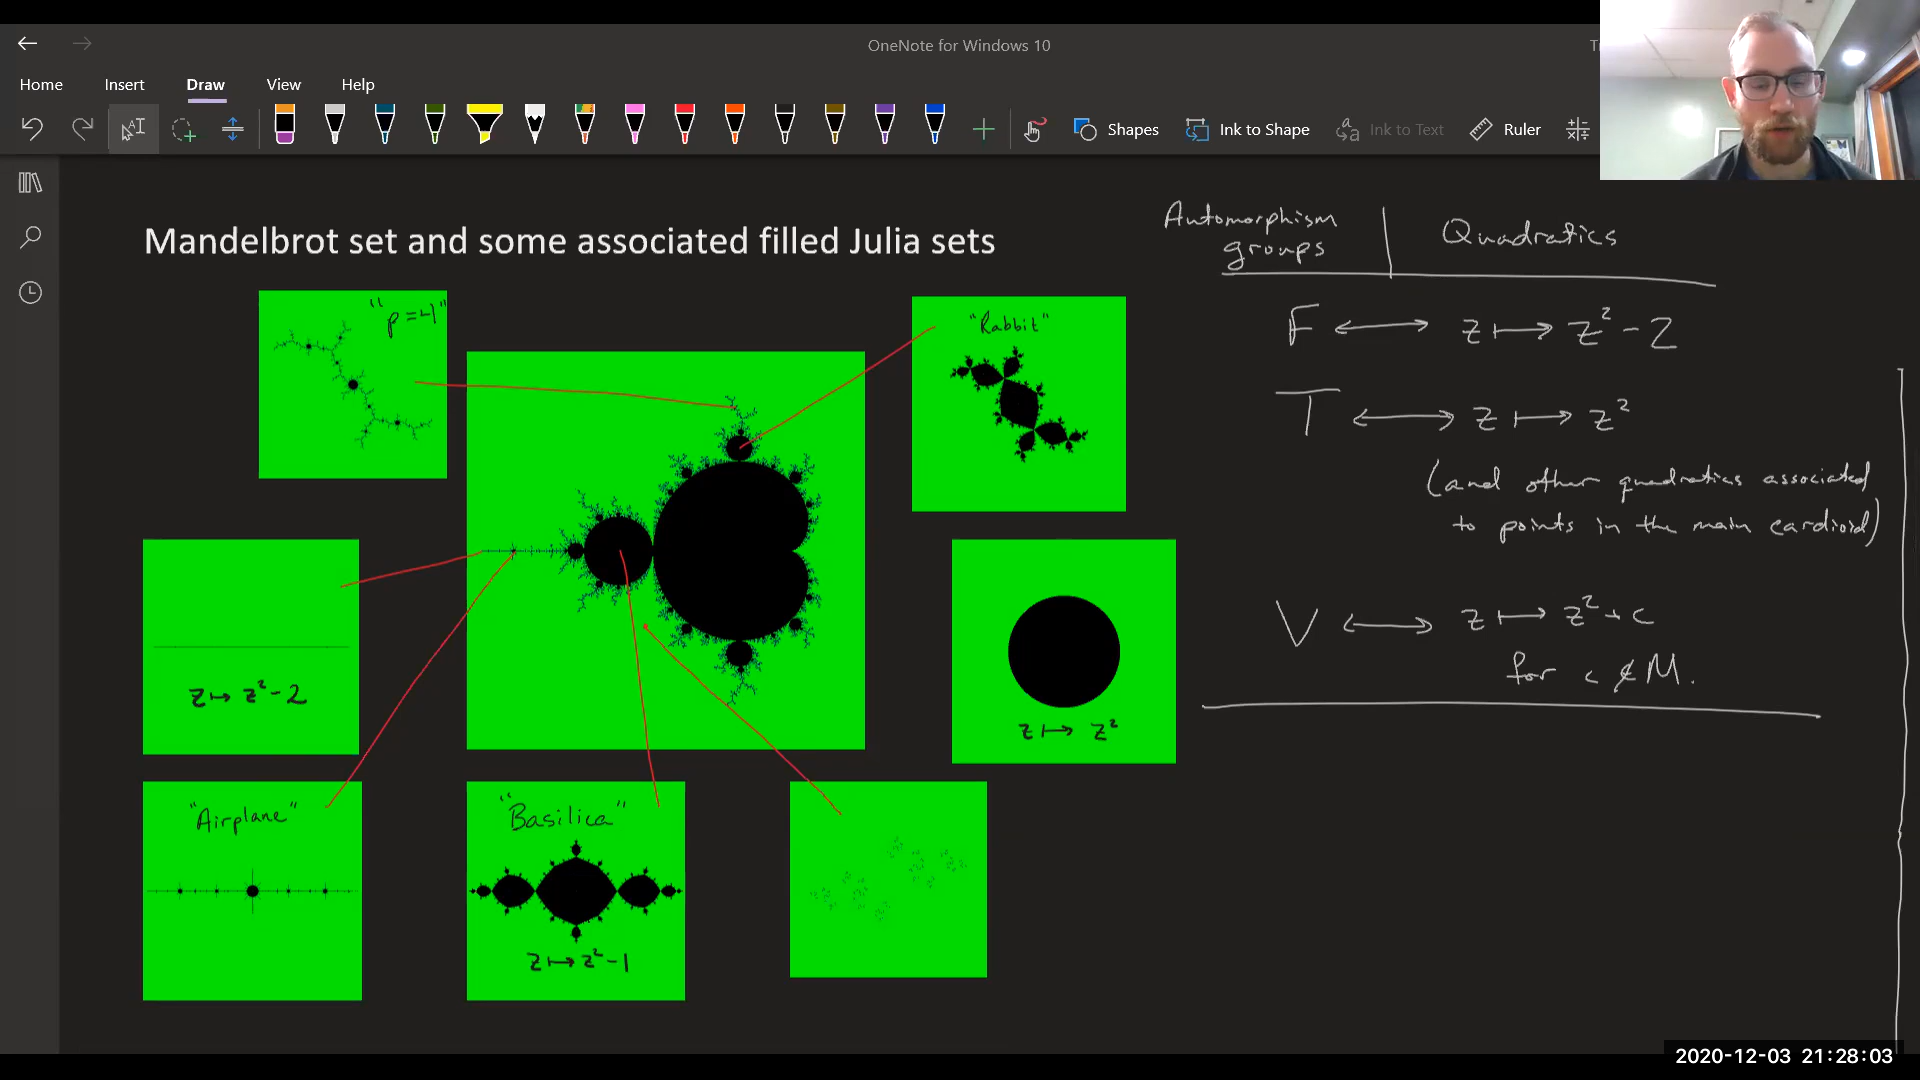 OneNote for Windows 10
Home Insert Draw View Help
Shapes Ink to Shape Ink to Text Ruler
Mandelbrot set and some associated filled Julia sets
"p=4"
"Rabbit"
z ↦ z²-2
z ↦ z²
"Airplane"
"Basilica"
z ↦ z²-1
Automorphism groups | Quadratics
F ⟷ z ↦ z²-2
T ⟷ z ↦ z²
(and other quadratics associated
to points in the main cardioid)
V ⟷ z ↦ z²+c
for c ∉ M.
2020-12-03 21:28:03